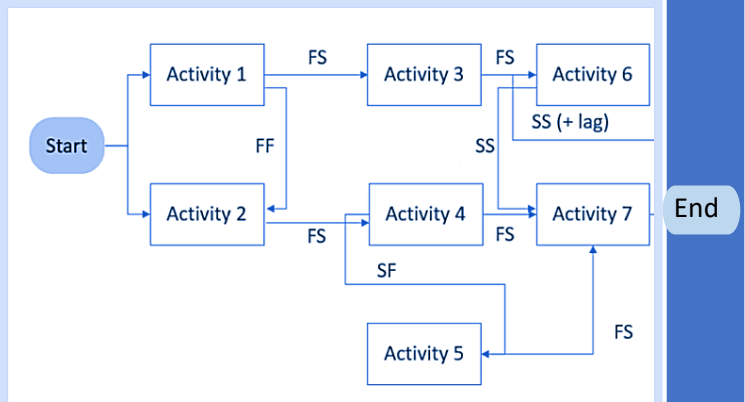 FS
FS
Activity 1
Activity 3
Activity 6
SS (+ lag)
Start
FF
SS
Activity 2
Activity 4
Activity 7
End
FS
FS
SF
FS
Activity 5